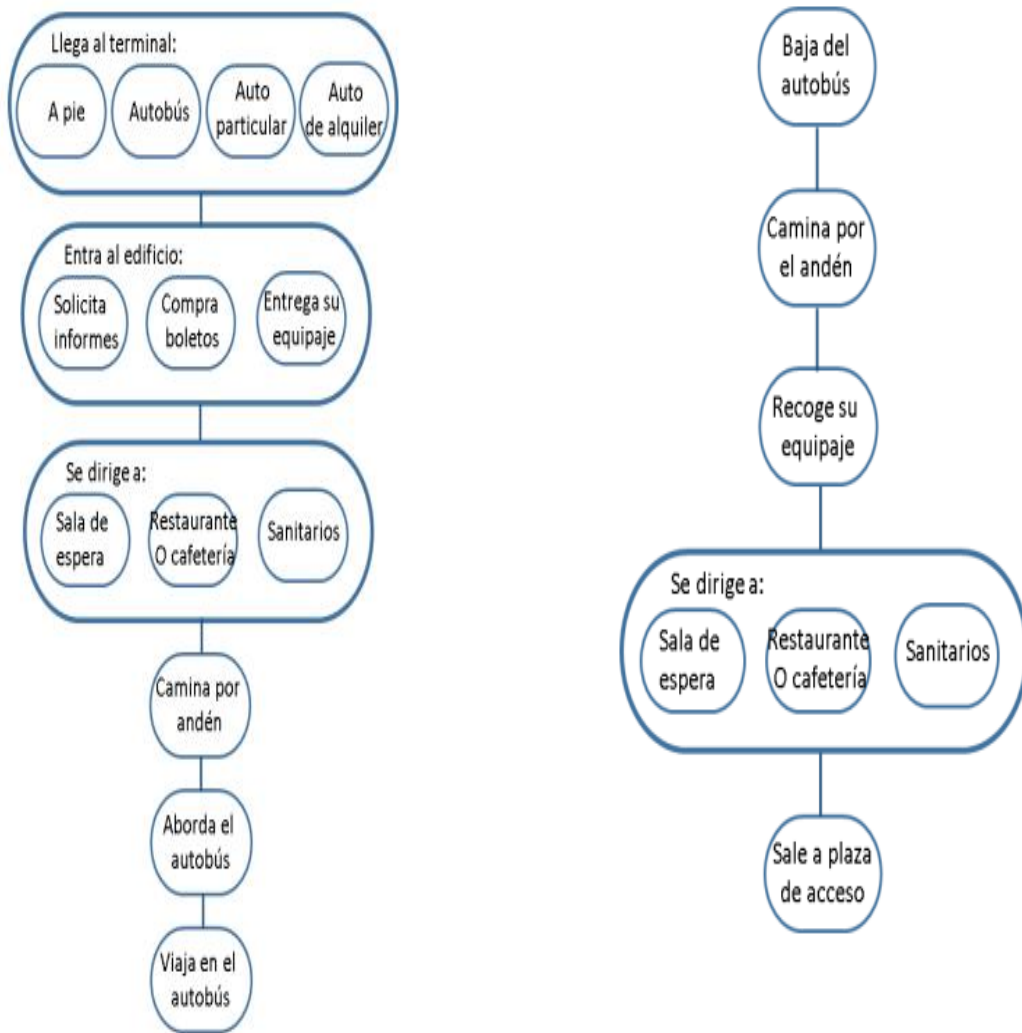 Llega al terminal:
A pie
Autobús
Auto
particular
Auto
de alquiler
Entra al edificio:
Solicita
informes
Compra
boletos
Entrega su
equipaje
Se dirige a:
Sala de
espera
Restaurante
O cafetería
Sanitarios
Camina por
andén
Aborda el
autobús
Viaja en el
autobús
Baja del
autobús
Camina por
el andén
Recoge su
equipaje
Se dirige a:
Sala de
espera
Restaurante
O cafetería
Sanitarios
Sale a plaza
de acceso